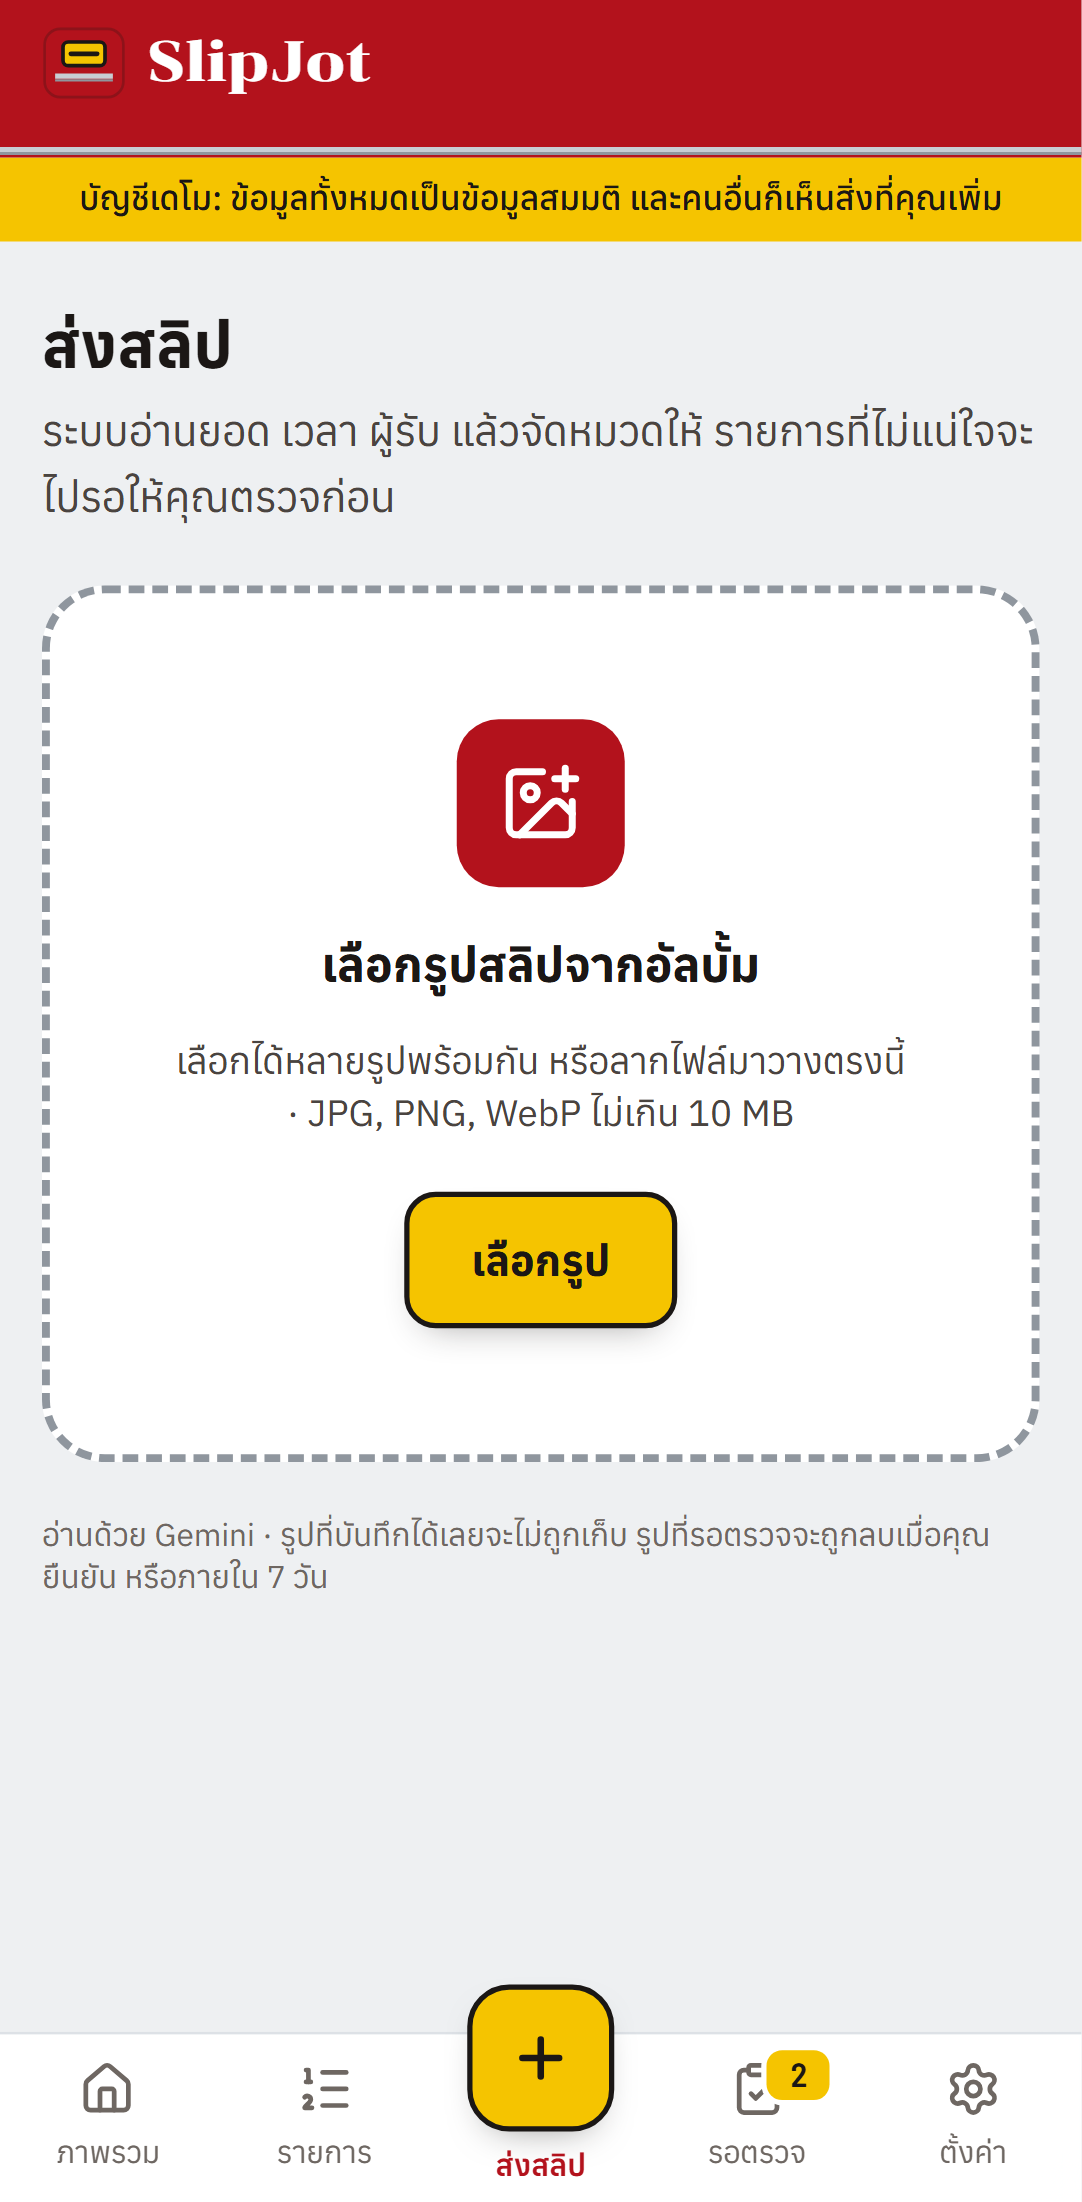 SlipJot
บัญชีเดโม: ข้อมูลทั้งหมดเป็นข้อมูลสมมติ และคนอื่นก็เห็นสิ่งที่คุณเพิ่ม
ส่งสลิป
ระบบอ่านยอด เวลา ผู้รับ แล้วจัดหมวดให้ รายการที่ไม่แน่ใจจะ
ไปรอให้คุณตรวจก่อน
เลือกรูปสลิปจากอัลบั้ม
เลือกได้หลายรูปพร้อมกัน หรือลากไฟล์มาวางตรงนี้
· JPG, PNG, WebP ไม่เกิน 10 MB
เลือกรูป
อ่านด้วย Gemini · รูปที่บันทึกได้เลยจะไม่ถูกเก็บ รูปที่รอตรวจจะถูกลบเมื่อคุณ
ยืนยัน หรือภายใน 7 วัน
2
ภาพรวม
รายการ
ส่งสลิป
รอตรวจ
ตั้งค่า